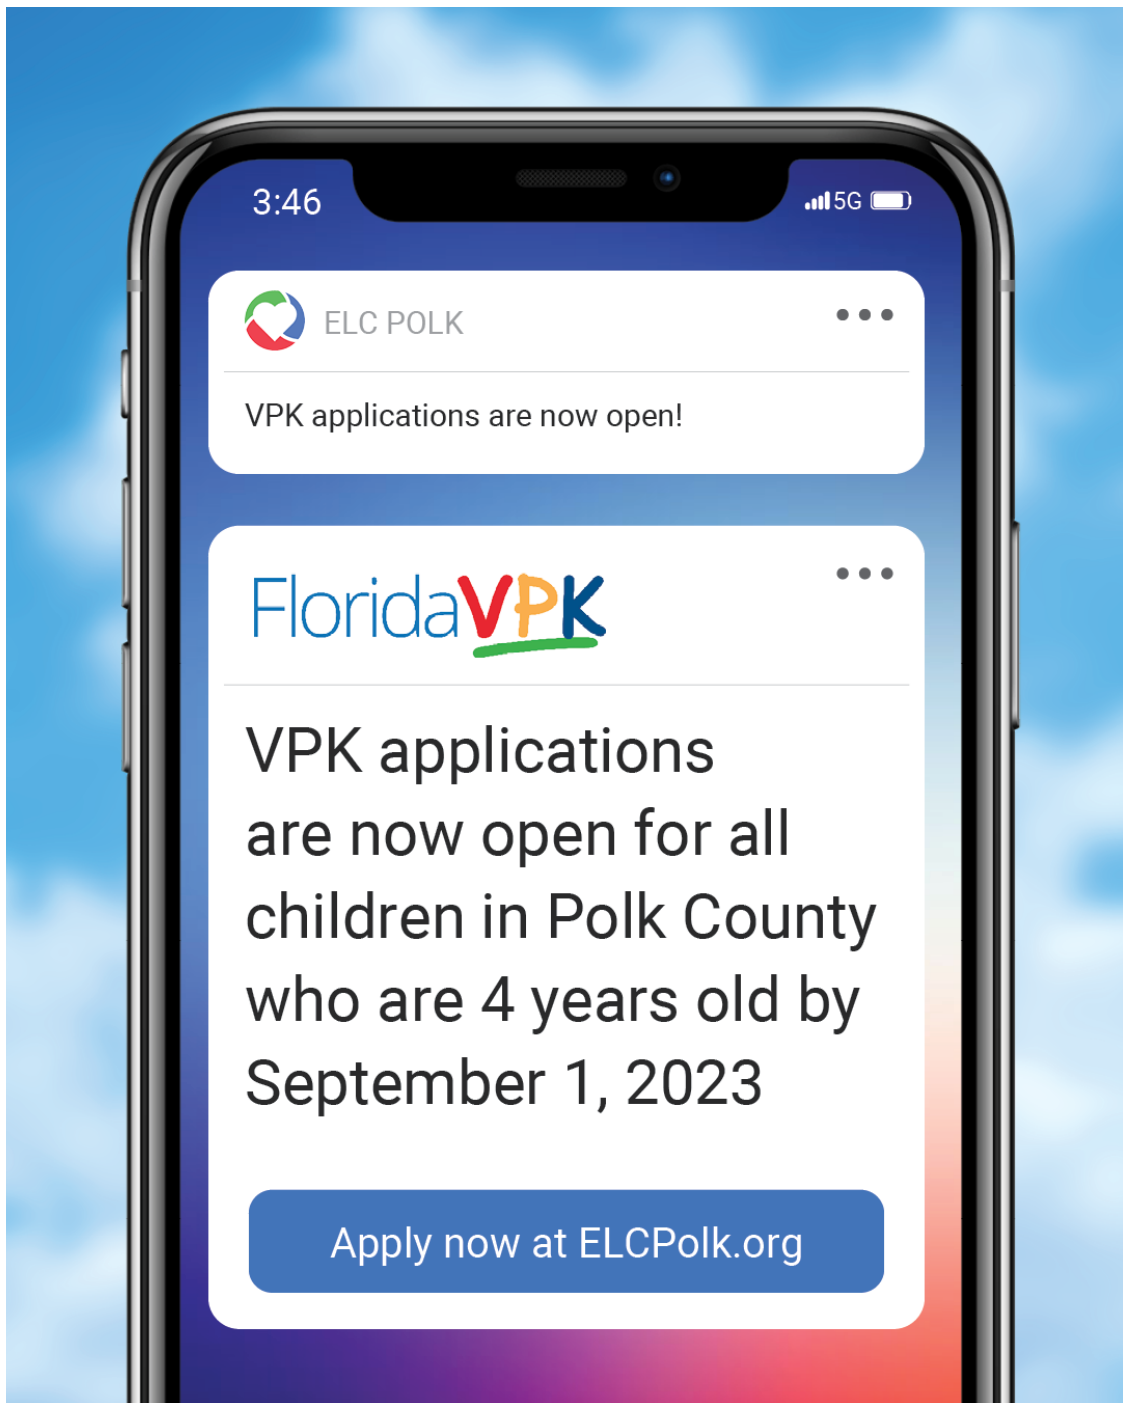 3:46
5G
ELC POLK
VPK applications are now open!
FloridaVPK
VPK applications
are now open for all
children in Polk County
who are 4 years old by
September 1, 2023
Apply now at ELCPolk.org